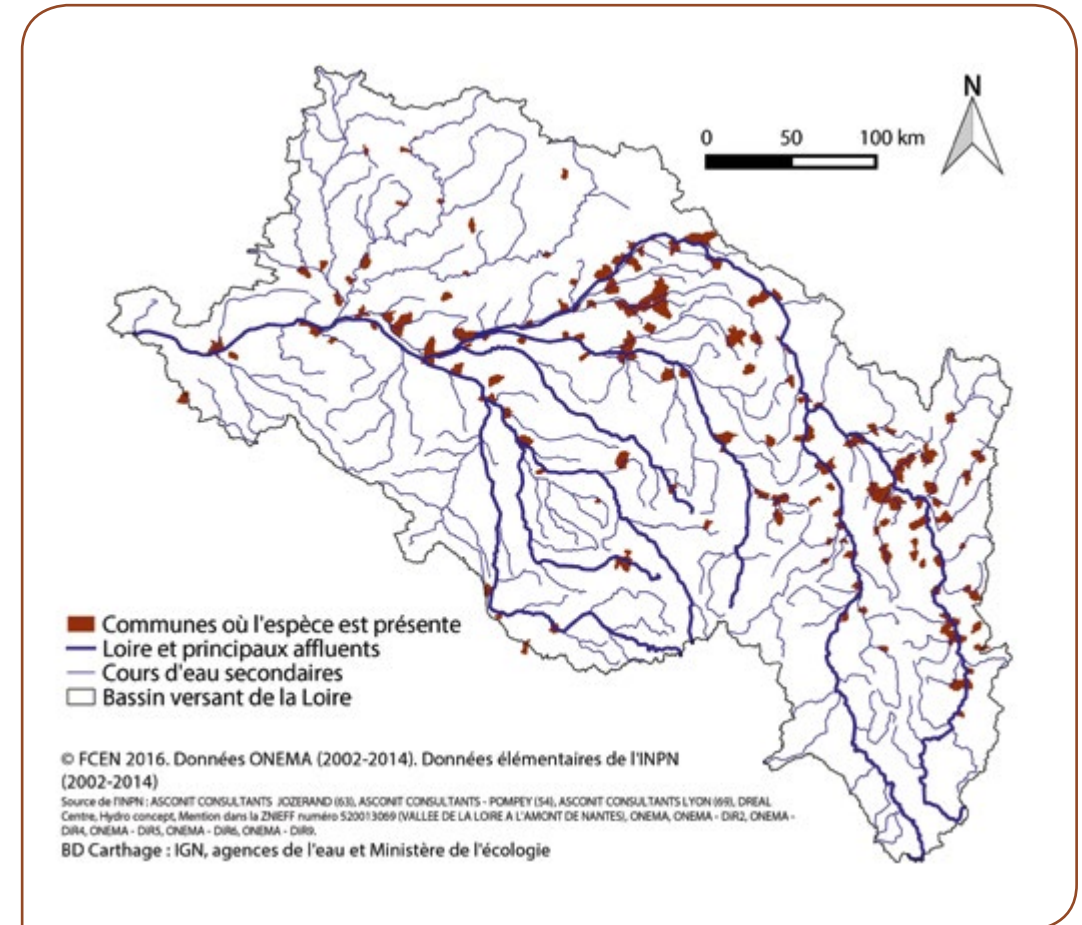 N
0 50 100 km
Communes où l'espèce est présente
Loire et principaux affluents
Cours d'eau secondaires
Bassin versant de la Loire
© FCEN 2016. Données ONEMA (2002-2014). Données élémentaires de l'INPN
(2002-2014)
Source de l'INPN : ASCONIT CONSULTANTS JOZERAND (63), ASCONIT CONSULTANTS - POMPEY (54), ASCONIT CONSULTANTS LYON (69), DREAL
Centre, Hydro concept, Mention dans la ZNIEFF numéro 520013069 (VALLEE DE LA LOIRE A L'AMONT DE NANTES), ONEMA, ONEMA - DiR2, ONEMA -
DiR4, ONEMA - DiR5, ONEMA - DiR6, ONEMA - DiR9.
BD Carthage : IGN, agences de l'eau et Ministère de l'écologie